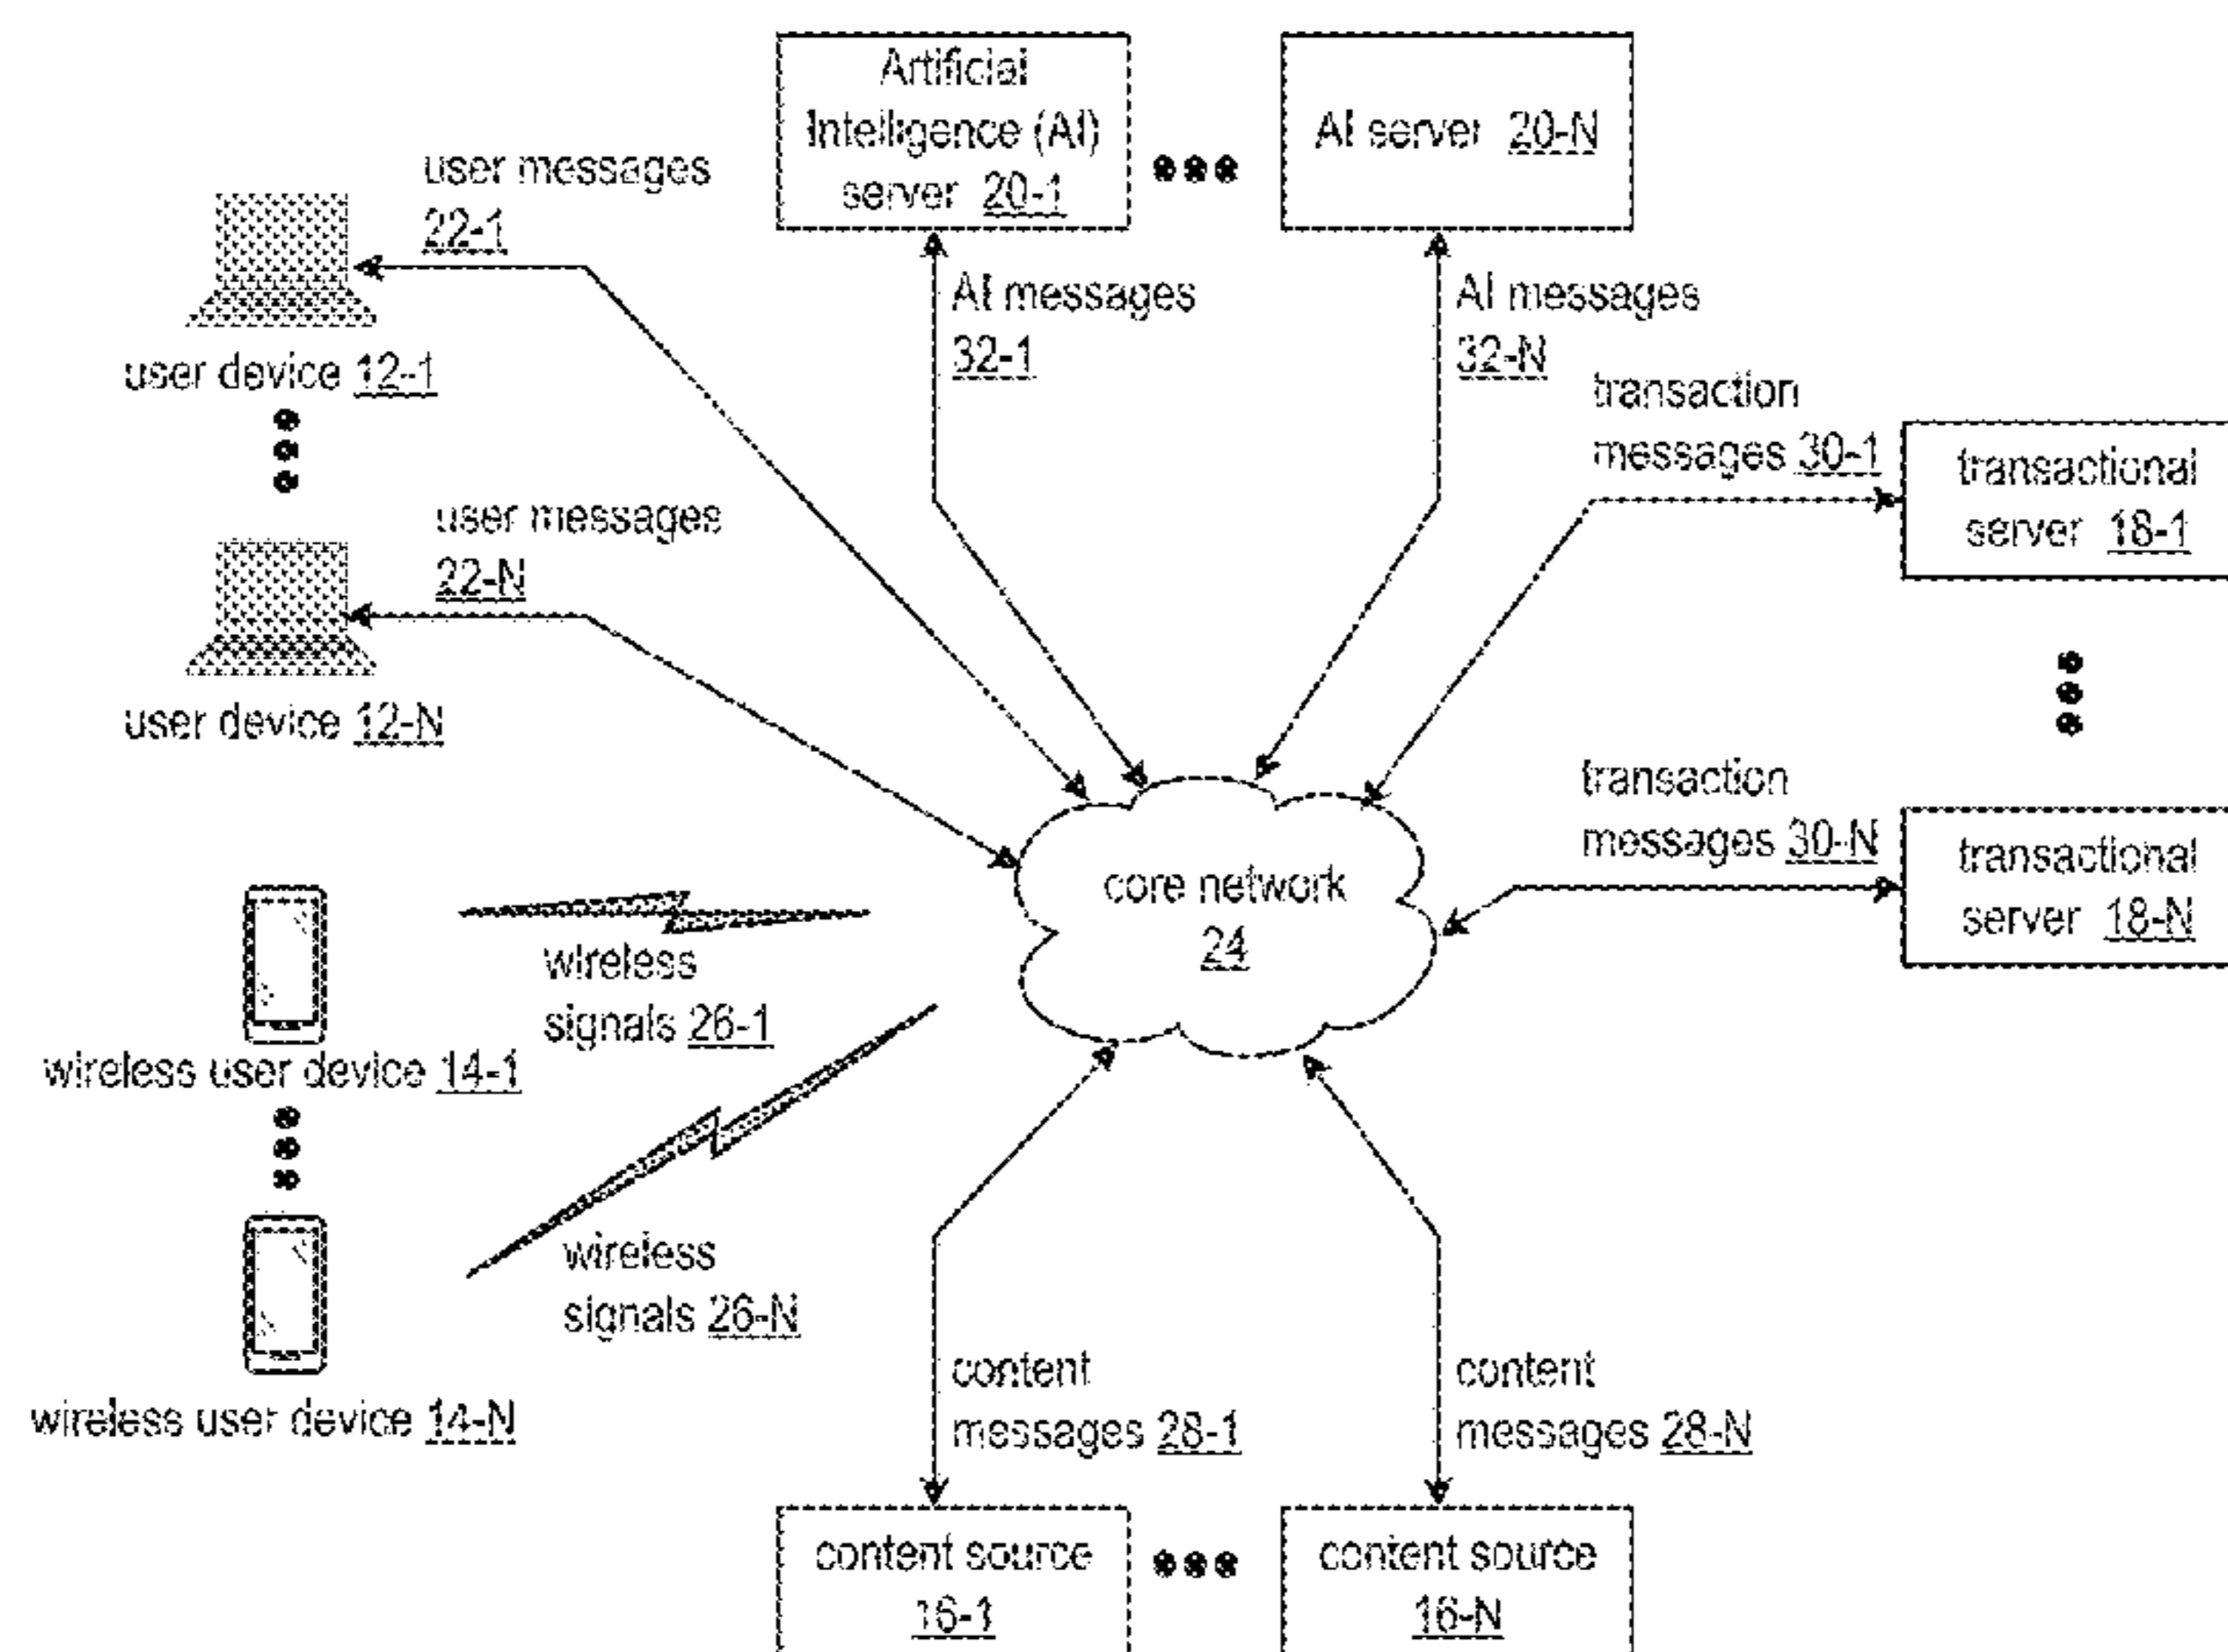 Artificial
Intelligence (AI)
server 20-1
AI server 20-N
user messages
22-1
AI messages
32-1
AI messages
32-N
user device 12-1
transaction
messages 30-1
transactional
server 18-1
user messages
22-N
user device 12-N
transaction
messages 30-N
transactional
server 18-N
core network
24
wireless
signals 26-1
wireless user device 14-1
wireless
signals 26-N
wireless user device 14-N
content
messages 28-1
content
messages 28-N
content source
16-1
content source
16-N